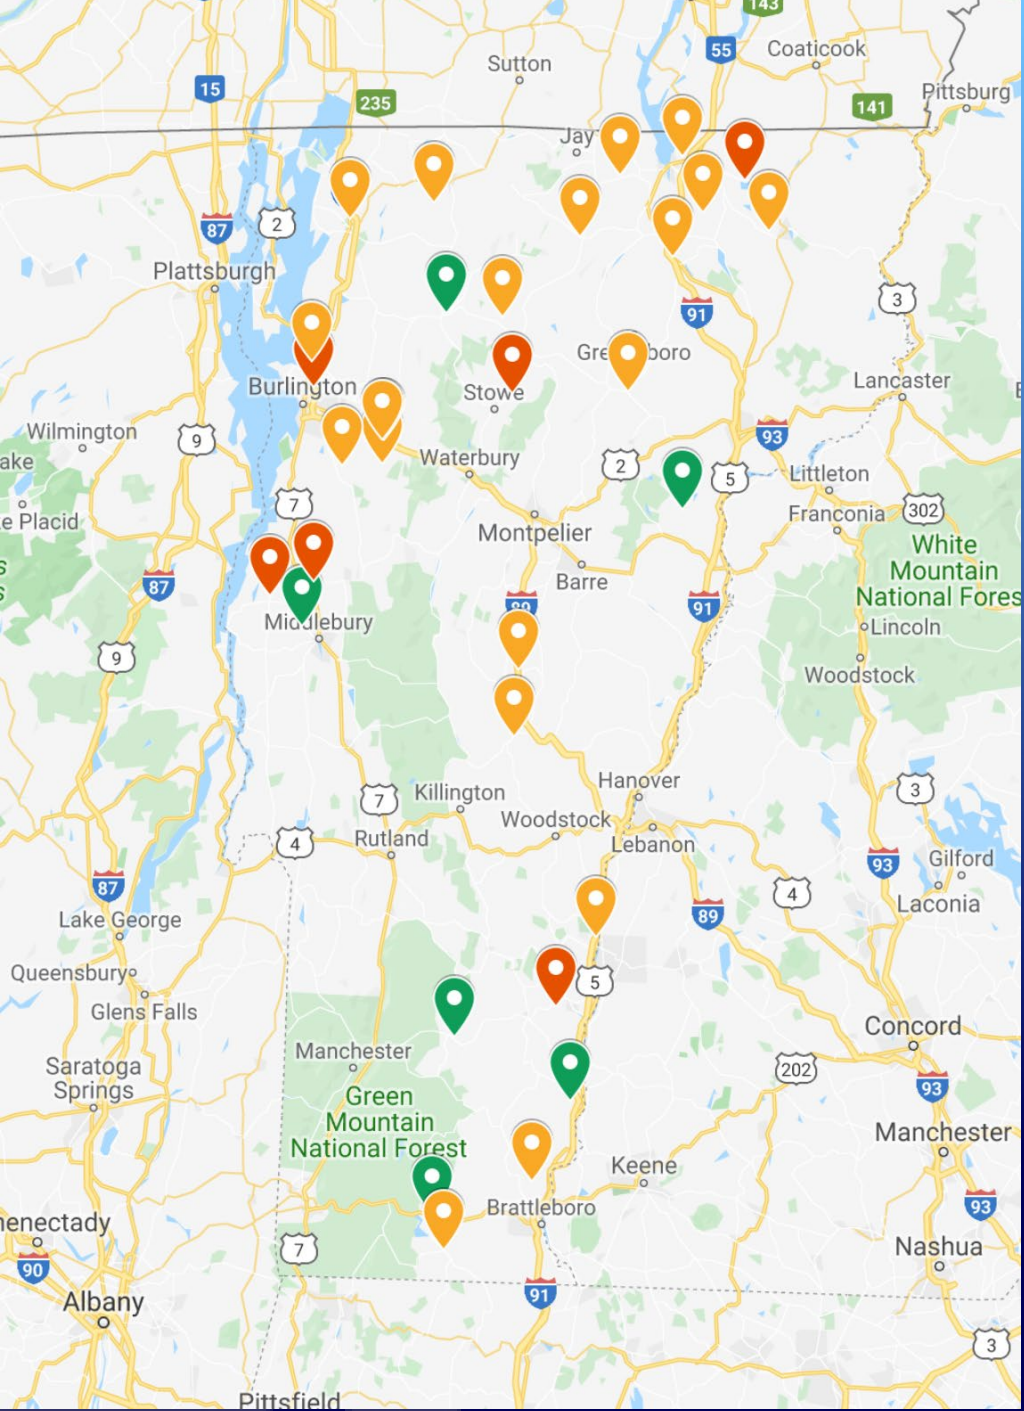 143
55
Coaticook
Sutton
15
Pittsburg
235
141
Jay
2
87
Plattsburgh
3
91
Gre boro
Burlington
Stowe
Lancaster
Wilmington
9
93
ake
Waterbury
2
5
Littleton
7
302
e Placid
Montpelier
Franconia
White
Mountain
National Fores
87
Barre
89
91
Middlebury
Lincoln
9
Woodstock
Hanover
Killington
7
3
Woodstock
Rutland
4
Lebanon
93
Gilford
87
4
Laconia
Lake George
89
Queensbury
5
Glens Falls
Concord
Manchester
Saratoga
Springs
202
93
Green
Mountain
National Forest
Manchester
Keene
Brattleboro
93
henectady
7
Nashua
90
91
Albany
3
Pittsfield